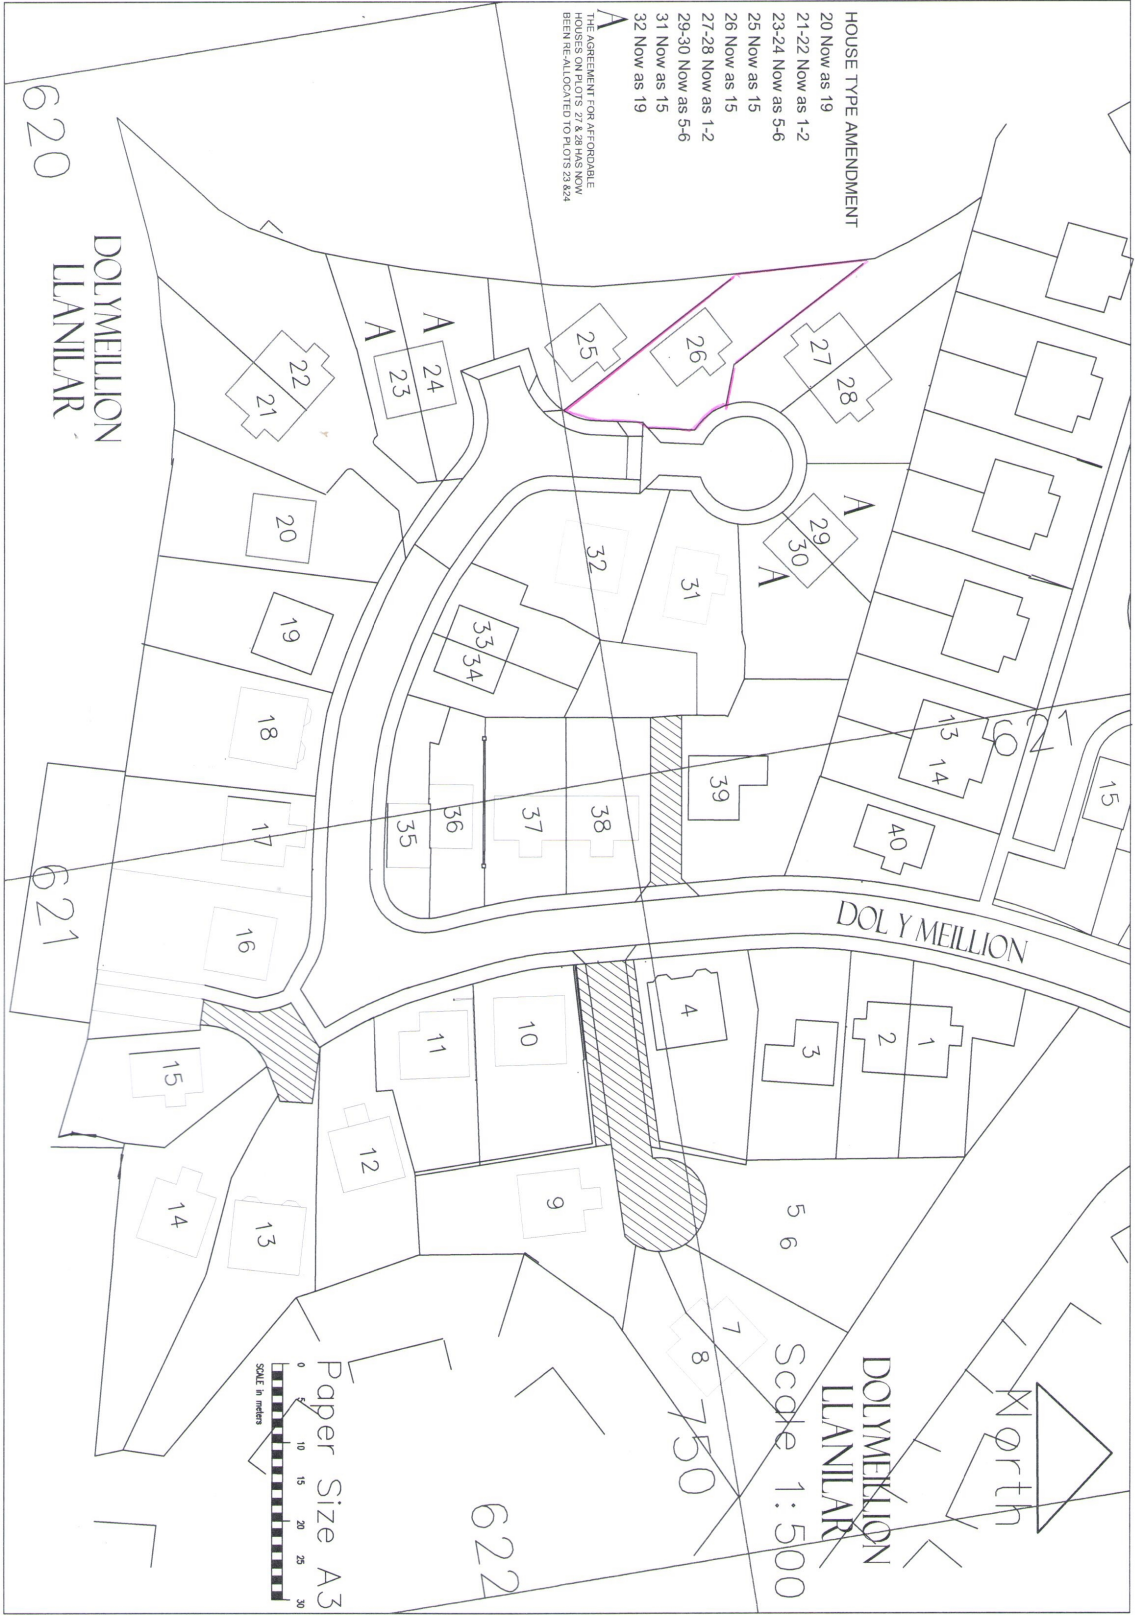 HOUSE TYPE AMENDMENT
20 Now as 19
21-22 Now as 1-2
23-24 Now as 5-6
25 Now as 15
26 Now as 15
27-28 Now as 1-2
29-30 Now as 5-6
31 Now as 15
32 Now as 19
A
THE AGREEMENT FOR AFFORDABLE
HOUSES ON PLOTS 27 & 28 HAS NOW
BEEN RE-ALLOCATED TO PLOTS 23 &24
620
DOLYMEILLION
LLANILAR
27
28
26
25
A
24
23
A
22
21
A
29
30
A
31
32
33
34
20
19
18
17
16
621
13
14
621
15
40
39
38
37
36
35
DOL Y MEILLION
1
2
3
4
10
11
15
5
6
9
12
13
14
7
8
750
622
North
DOLYMEILLION
LLANILAR
Scale 1:500
Paper Size A3
0
5
10
15
20
25
30
SCALE in meters